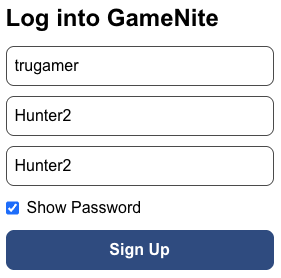 Log into GameNite
trugamer
Hunter2
Hunter2
Show Password
Sign Up